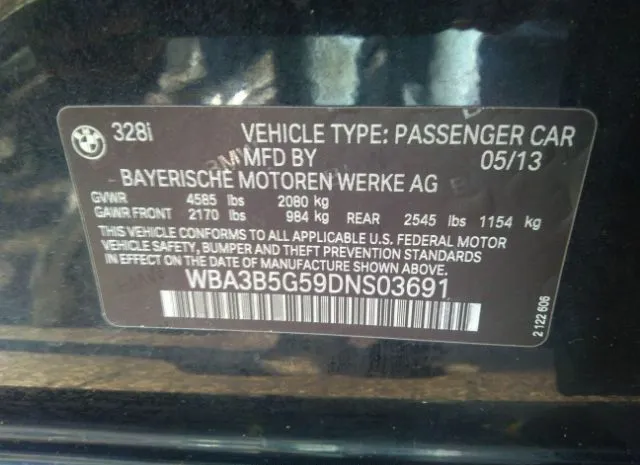 BMW
328i VEHICLE TYPE: PASSENGER CAR
MFD BY 05/13
BAYERISCHE MOTOREN WERKE AG
GVWR 4585 lbs 2080 kg
GAWR FRONT 2170 lbs 984 kg REAR 2545 lbs 1154 kg
THIS VEHICLE CONFORMS TO ALL APPLICABLE U.S. FEDERAL MOTOR
VEHICLE SAFETY, BUMPER AND THEFT PREVENTION STANDARDS
IN EFFECT ON THE DATE OF MANUFACTURE SHOWN ABOVE.
WBA3B5G59DNS03691
2 122 606